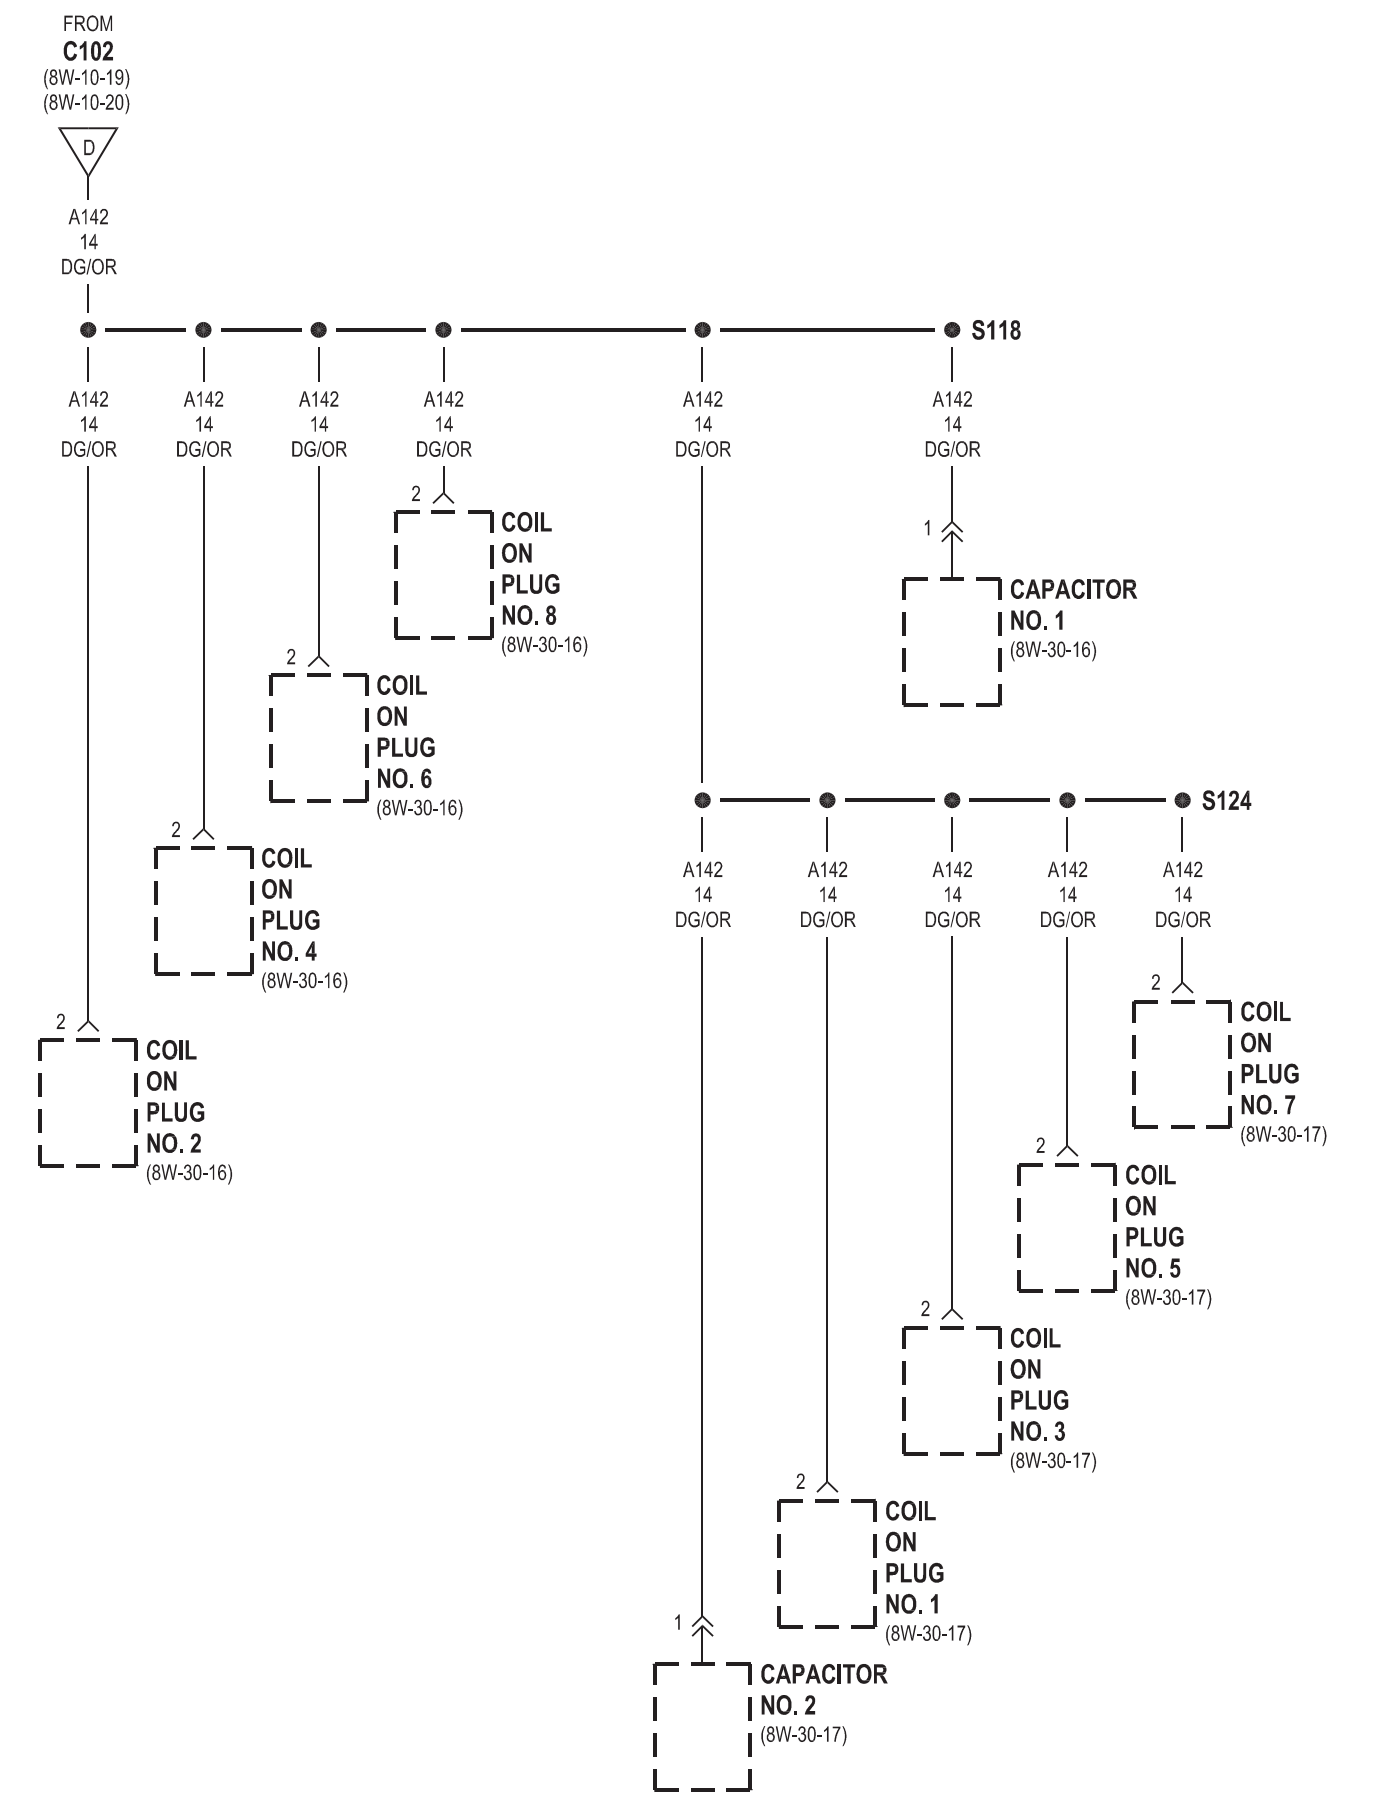 FROM
C102
(8W-10-19)
(8W-10-20)
D
A142
14
DG/OR
S118
A142
14
DG/OR
A142
14
DG/OR
A142
14
DG/OR
A142
14
DG/OR
A142
14
DG/OR
A142
14
DG/OR
2
COIL
ON
PLUG
NO. 8
(8W-30-16)
1
CAPACITOR
NO. 1
(8W-30-16)
2
COIL
ON
PLUG
NO. 6
(8W-30-16)
2
COIL
ON
PLUG
NO. 4
(8W-30-16)
2
COIL
ON
PLUG
NO. 2
(8W-30-16)
S124
A142
14
DG/OR
A142
14
DG/OR
A142
14
DG/OR
A142
14
DG/OR
A142
14
DG/OR
2
COIL
ON
PLUG
NO. 7
(8W-30-17)
2
COIL
ON
PLUG
NO. 5
(8W-30-17)
2
COIL
ON
PLUG
NO. 3
(8W-30-17)
2
COIL
ON
PLUG
NO. 1
(8W-30-17)
1
CAPACITOR
NO. 2
(8W-30-17)